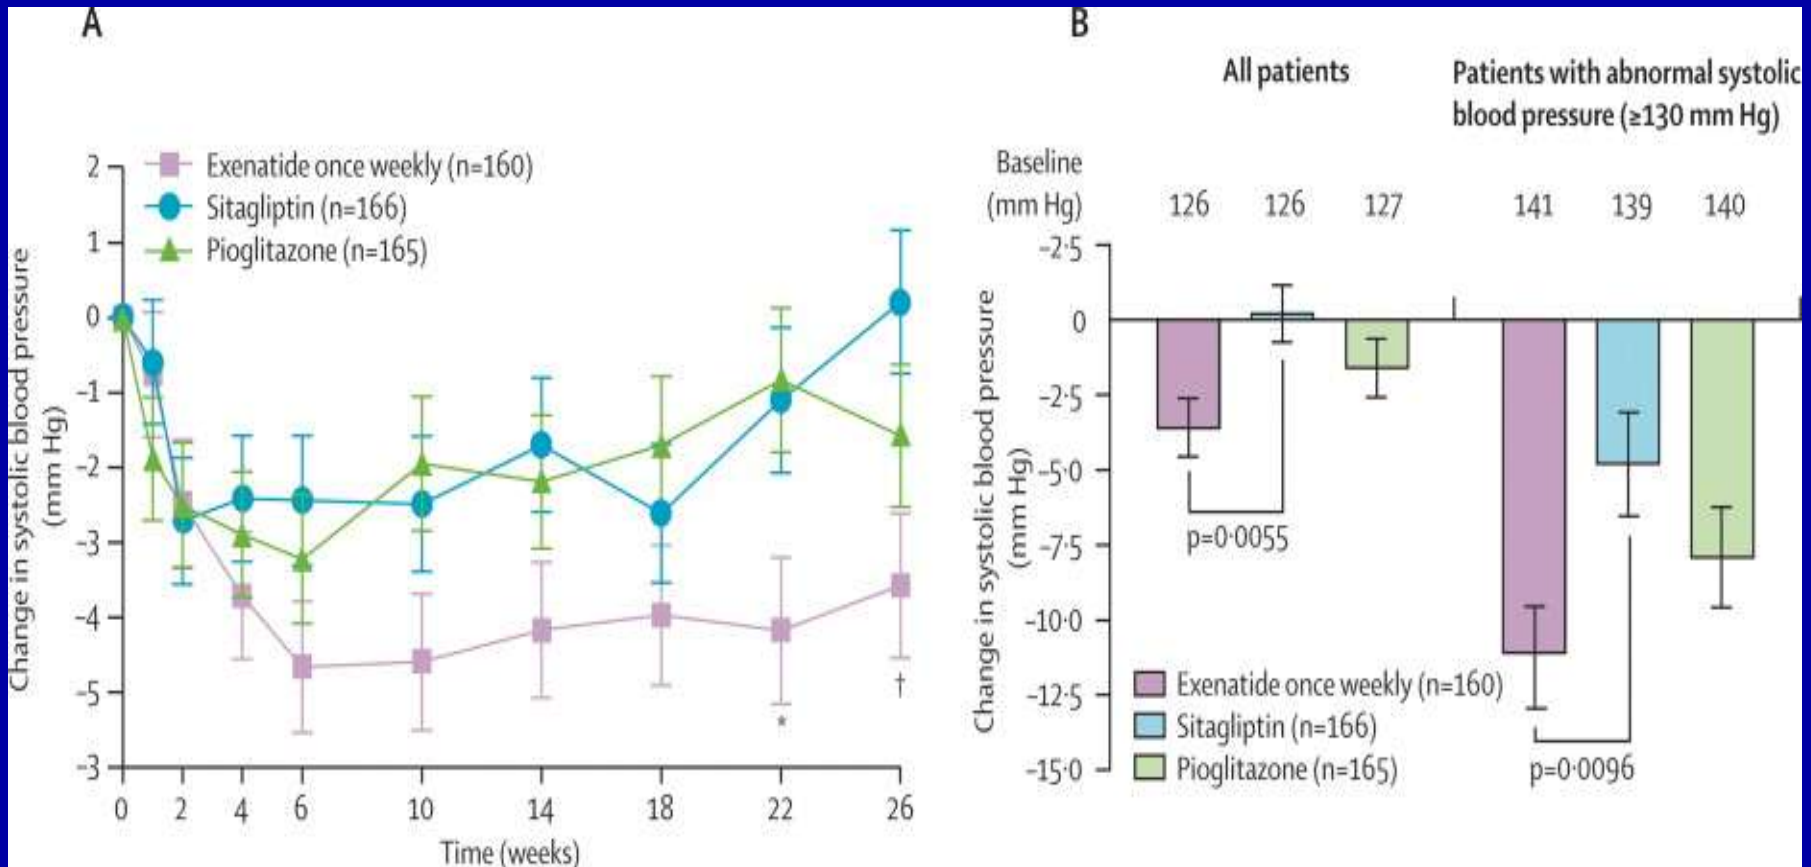 A
B
All patients
Patients with abnormal systolic
blood pressure (≥130 mm Hg)
Exenatide once weekly (n=160)
Sitagliptin (n=166)
Pioglitazone (n=165)
2
1
0
–1
–2
–3
–4
–5
–3
Change in systolic blood pressure
(mm Hg)
0 2 4 6 10 14 18 22 26
Time (weeks)
*
†
Baseline
(mm Hg)
126 126 127 141 139 140
–2·5
0
–2·5
–5·0
–7·5
–10·0
–12·5
–15·0
Change in systolic blood pressure
(mm Hg)
p=0·0055
p=0·0096
Exenatide once weekly (n=160)
Sitagliptin (n=166)
Pioglitazone (n=165)